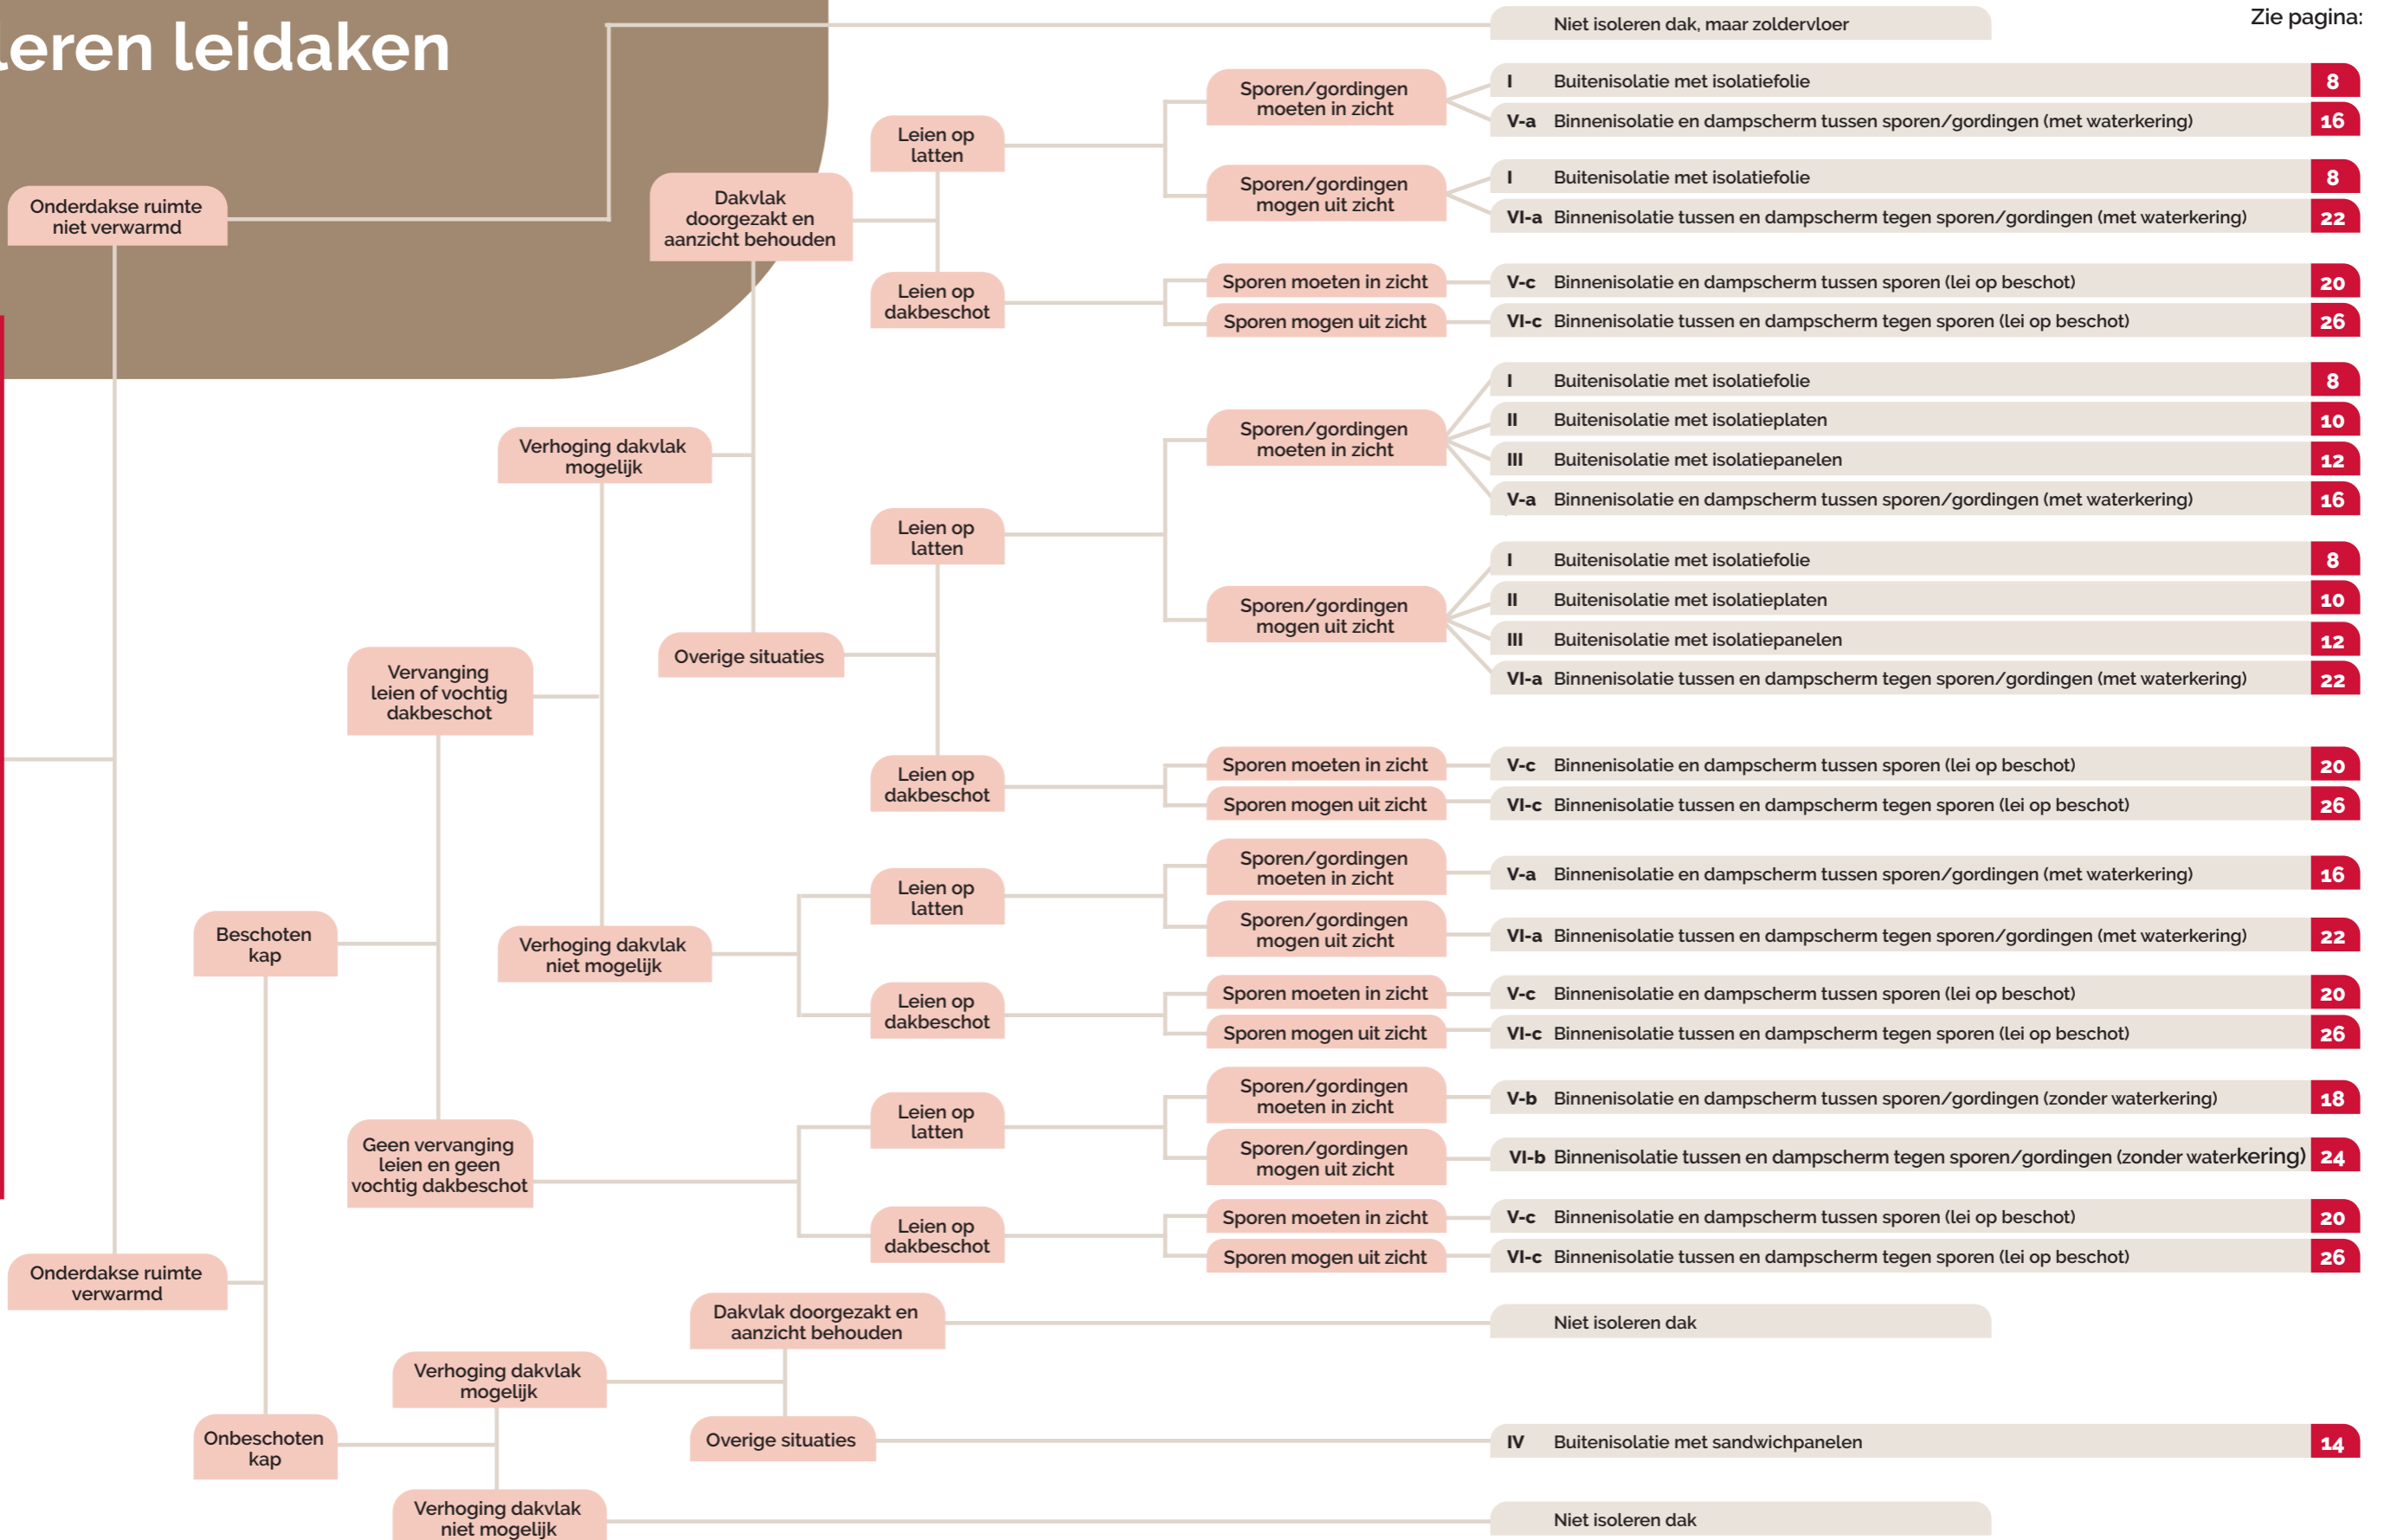 leren leidaken
Zie pagina:
Niet isoleren dak, maar zoldervloer
Onderdakse ruimte
niet verwarmd
Dakvlak
doorgezakt en
aanzicht behouden
Leien op
latten
Sporen/gordingen
moeten in zicht
I Buitenisolatie met isolatiefolie 8
V-a Binnenisolatie en dampscherm tussen sporen/gordingen (met waterkering) 16
Sporen/gordingen
mogen uit zicht
I Buitenisolatie met isolatiefolie 8
VI-a Binnenisolatie tussen en dampscherm tegen sporen/gordingen (met waterkering) 22
Leien op
dakbeschot
Sporen moeten in zicht
V-c Binnenisolatie en dampscherm tussen sporen (lei op beschot) 20
Sporen mogen uit zicht
VI-c Binnenisolatie tussen en dampscherm tegen sporen (lei op beschot) 26
Verhoging dakvlak
mogelijk
Sporen/gordingen
moeten in zicht
I Buitenisolatie met isolatiefolie 8
II Buitenisolatie met isolatieplaten 10
III Buitenisolatie met isolatiepanelen 12
V-a Binnenisolatie en dampscherm tussen sporen/gordingen (met waterkering) 16
Leien op
latten
Overige situaties
Sporen/gordingen
mogen uit zicht
I Buitenisolatie met isolatiefolie 8
II Buitenisolatie met isolatieplaten 10
III Buitenisolatie met isolatiepanelen 12
VI-a Binnenisolatie tussen en dampscherm tegen sporen/gordingen (met waterkering) 22
Vervanging
leien of vochtig
dakbeschot
Leien op
dakbeschot
Sporen moeten in zicht
V-c Binnenisolatie en dampscherm tussen sporen (lei op beschot) 20
Sporen mogen uit zicht
VI-c Binnenisolatie tussen en dampscherm tegen sporen (lei op beschot) 26
Beschoten
kap
Verhoging dakvlak
niet mogelijk
Leien op
latten
Sporen/gordingen
moeten in zicht
V-a Binnenisolatie en dampscherm tussen sporen/gordingen (met waterkering) 16
Sporen/gordingen
mogen uit zicht
VI-a Binnenisolatie tussen en dampscherm tegen sporen/gordingen (met waterkering) 22
Leien op
dakbeschot
Sporen moeten in zicht
V-c Binnenisolatie en dampscherm tussen sporen (lei op beschot) 20
Sporen mogen uit zicht
VI-c Binnenisolatie tussen en dampscherm tegen sporen (lei op beschot) 26
Geen vervanging
leien en geen
vochtig dakbeschot
Leien op
latten
Sporen/gordingen
moeten in zicht
V-b Binnenisolatie en dampscherm tussen sporen/gordingen (zonder waterkering) 18
Sporen/gordingen
mogen uit zicht
VI-b Binnenisolatie tussen en dampscherm tegen sporen/gordingen (zonder waterkering) 24
Leien op
dakbeschot
Sporen moeten in zicht
V-c Binnenisolatie en dampscherm tussen sporen (lei op beschot) 20
Sporen mogen uit zicht
VI-c Binnenisolatie tussen en dampscherm tegen sporen (lei op beschot) 26
Onderdakse ruimte
verwarmd
Dakvlak doorgezakt en
aanzicht behouden
Niet isoleren dak
Verhoging dakvlak
mogelijk
Onbeschoten
kap
Overige situaties
IV Buitenisolatie met sandwichpanelen 14
Verhoging dakvlak
niet mogelijk
Niet isoleren dak